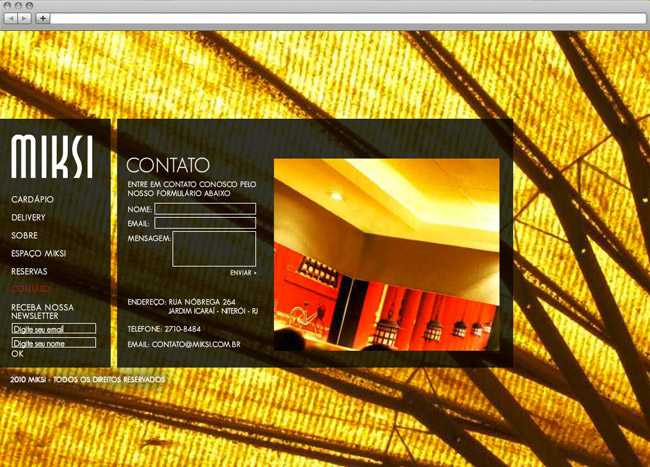 MIKSI
CARDÁPIO
DELIVERY
SOBRE
ESPAÇO MIKSI
RESERVAS
CONTATO
RECEBA NOSSA
NEWSLETTER
Digite seu email
Digite seu nome
OK
CONTATO
ENTRE EM CONTATO CONOSCO PELO
NOSSO FORMULÁRIO ABAIXO
NOME:
EMAIL:
MENSAGEM:
ENVIAR >
ENDEREÇO: RUA NÓBREGA 264
JARDIM ICARAÍ - NITERÓI - RJ
TELEFONE: 2710-8484
EMAIL: CONTATO@MIKSI.COM.BR
2010 MIKSI - TODOS OS DIREITOS RESERVADOS